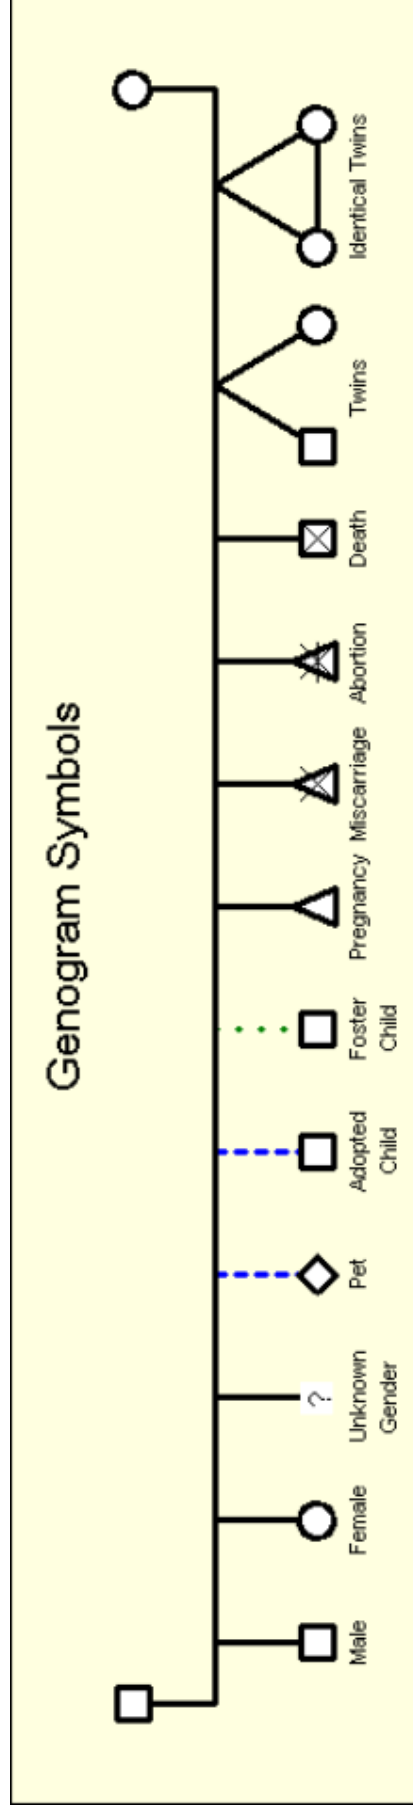 Genogram Symbols
?
Male
Female
Unknown
Gender
Pet
Adopted
Child
Foster
Child
Pregnancy
Miscarriage
Abortion
Death
Twins
Identical Twins